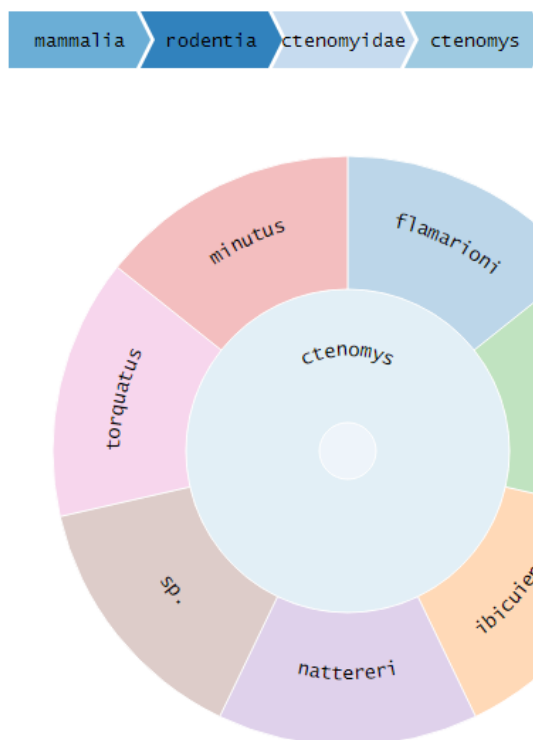 mammalia rodentia ctenomyidae ctenomys
flamarioni
minutus
ctenomys
torquatus
sp.
nattereri